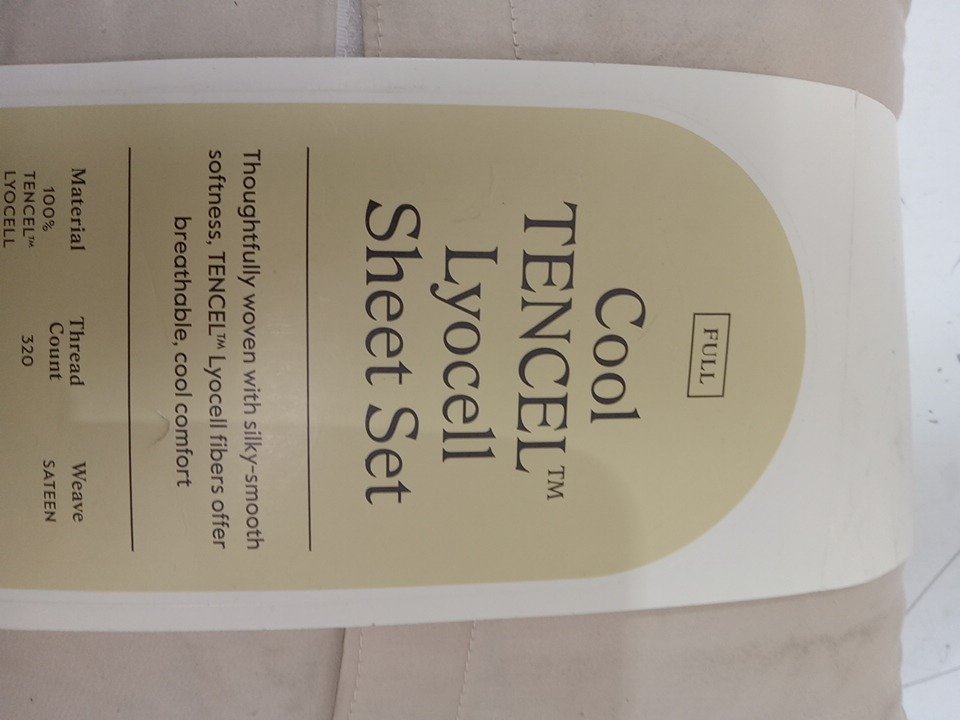 FULL
Cool
TENCEL™
Lyocell
Sheet Set
Thoughtfully woven with silky-smooth
softness, TENCEL™ Lyocell fibers offer
breathable, cool comfort
Material
100%
TENCEL™
LYOCELL
Thread
Count
320
Weave
SATEEN